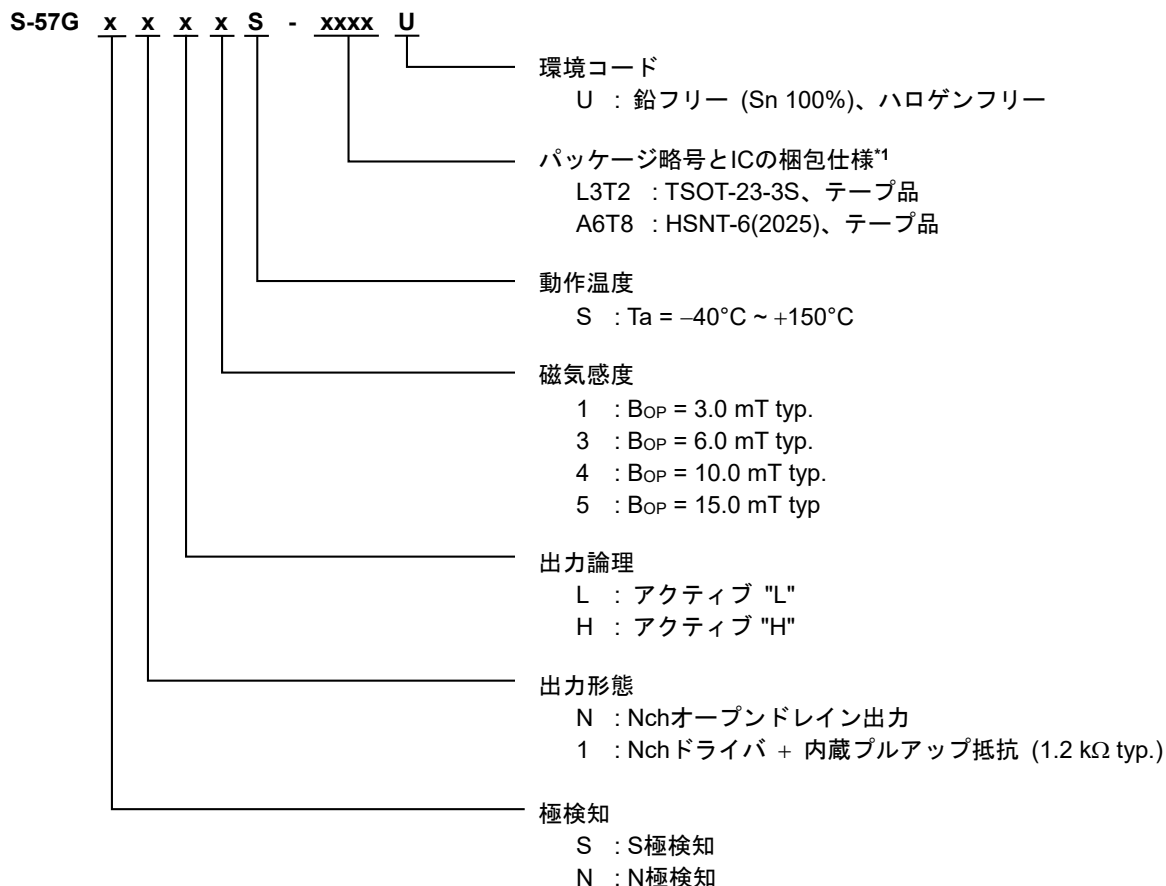 S-57G x x x x S - xxxx U
環境コード
U : 鉛フリー (Sn 100%)、ハロゲンフリー
パッケージ略号とICの梱包仕様*1
L3T2 : TSOT-23-3S、テープ品
A6T8 : HSNT-6(2025)、テープ品
動作温度
S : Ta = −40°C ~ +150°C
磁気感度
1 : BOP = 3.0 mT typ.
3 : BOP = 6.0 mT typ.
4 : BOP = 10.0 mT typ.
5 : BOP = 15.0 mT typ
出力論理
L : アクティブ "L"
H : アクティブ "H"
出力形態
N : Nchオープンドレイン出力
1 : Nchドライバ + 内蔵プルアップ抵抗 (1.2 kΩ typ.)
極検知
S : S極検知
N : N極検知